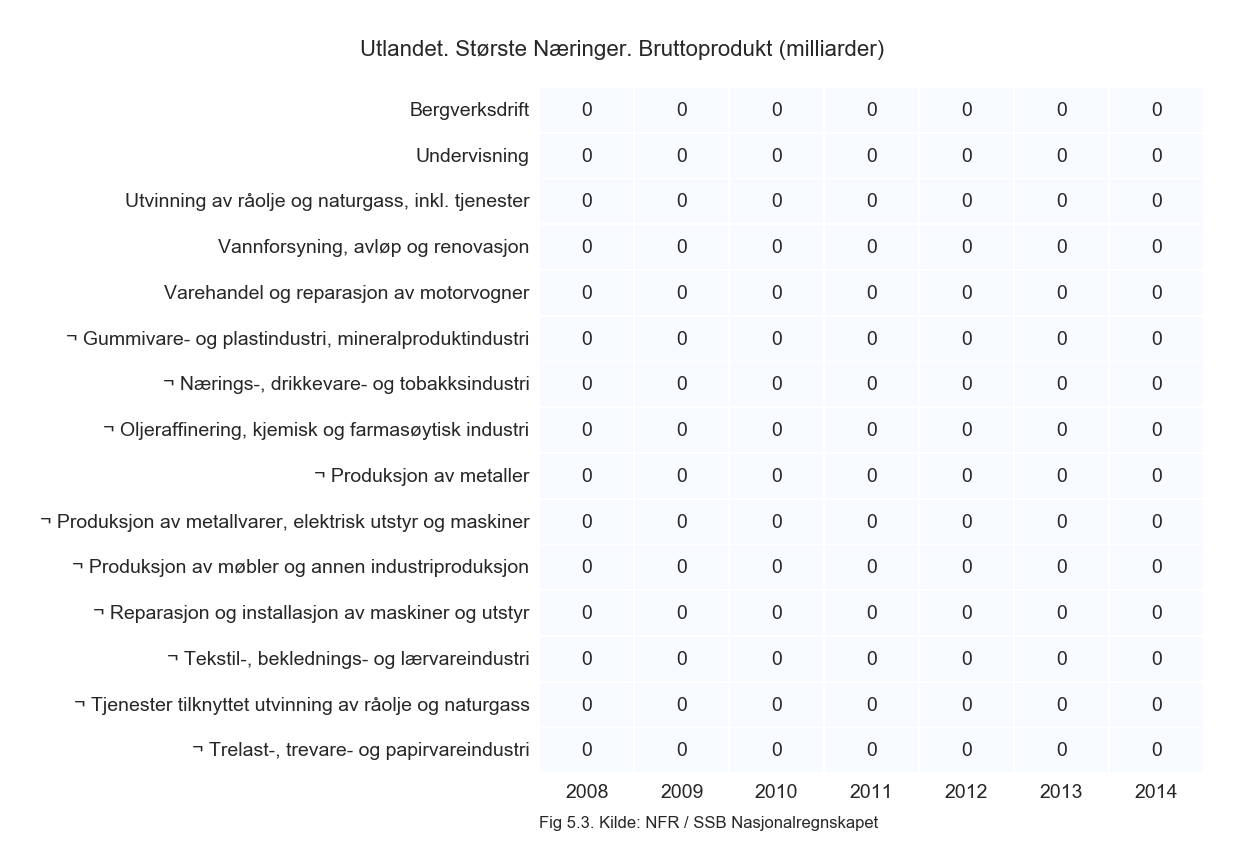 Utlandet. Største Næringer. Bruttoprodukt (milliarder)
Bergverksdrift 0 0 0 0 0 0 0
Undervisning 0 0 0 0 0 0 0
Utvinning av råolje og naturgass, inkl. tjenester 0 0 0 0 0 0 0
Vannforsyning, avløp og renovasjon 0 0 0 0 0 0 0
Varehandel og reparasjon av motorvogner 0 0 0 0 0 0 0
¬ Gummivare- og plastindustri, mineralproduktindustri 0 0 0 0 0 0 0
¬ Nærings-, drikkevare- og tobakksindustri 0 0 0 0 0 0 0
¬ Oljeraffinering, kjemisk og farmasøytisk industri 0 0 0 0 0 0 0
¬ Produksjon av metaller 0 0 0 0 0 0 0
¬ Produksjon av metallvarer, elektrisk utstyr og maskiner 0 0 0 0 0 0 0
¬ Produksjon av møbler og annen industriproduksjon 0 0 0 0 0 0 0
¬ Reparasjon og installasjon av maskiner og utstyr 0 0 0 0 0 0 0
¬ Tekstil-, beklednings- og lærvareindustri 0 0 0 0 0 0 0
¬ Tjenester tilknyttet utvinning av råolje og naturgass 0 0 0 0 0 0 0
¬ Trelast-, trevare- og papirvareindustri 0 0 0 0 0 0 0
2008 2009 2010 2011 2012 2013 2014
Fig 5.3. Kilde: NFR / SSB Nasjonalregnskapet